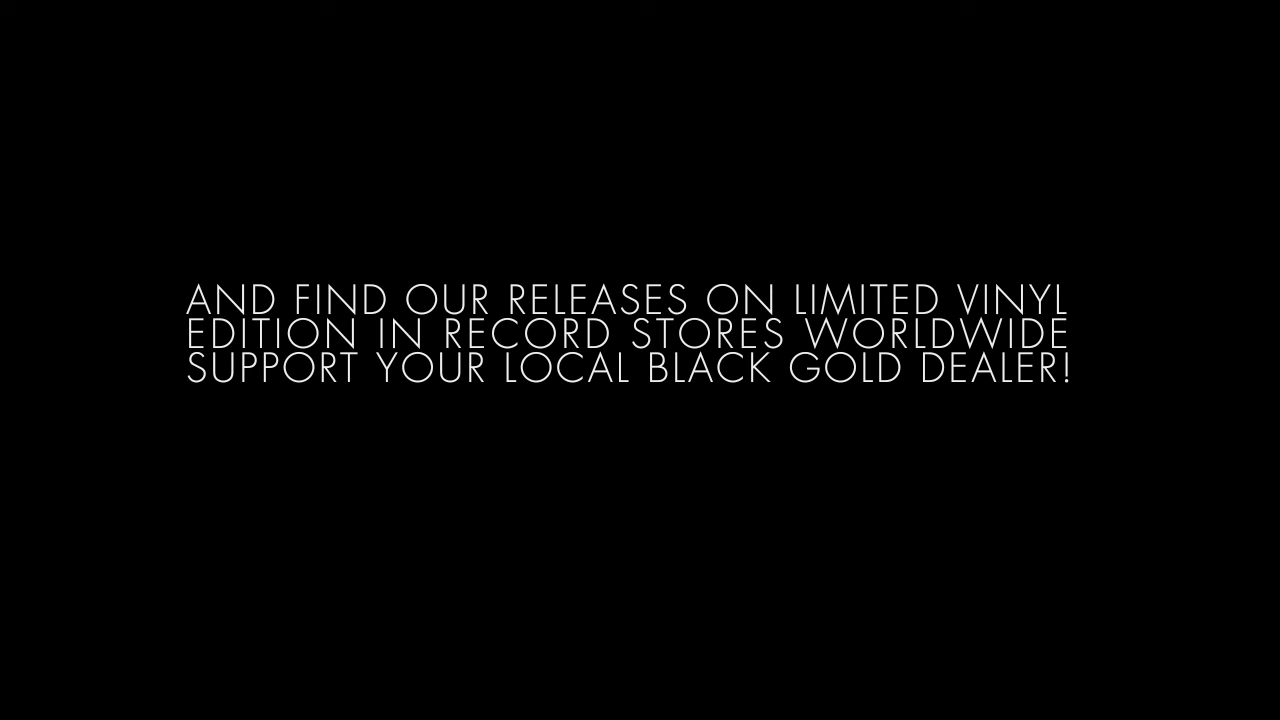 AND FIND OUR RELEASES ON LIMITED VINYL
EDITION IN RECORD STORES WORLDWIDE
SUPPORT YOUR LOCAL BLACK GOLD DEALER!